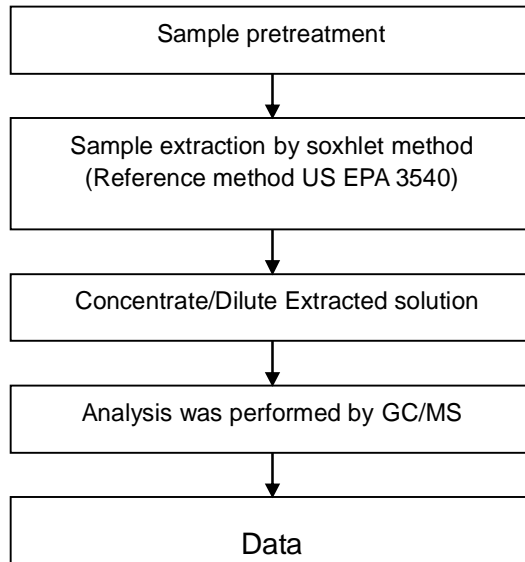 Sample pretreatment
Sample extraction by soxhlet method
(Reference method US EPA 3540)
Concentrate/Dilute Extracted solution
Analysis was performed by GC/MS
Data